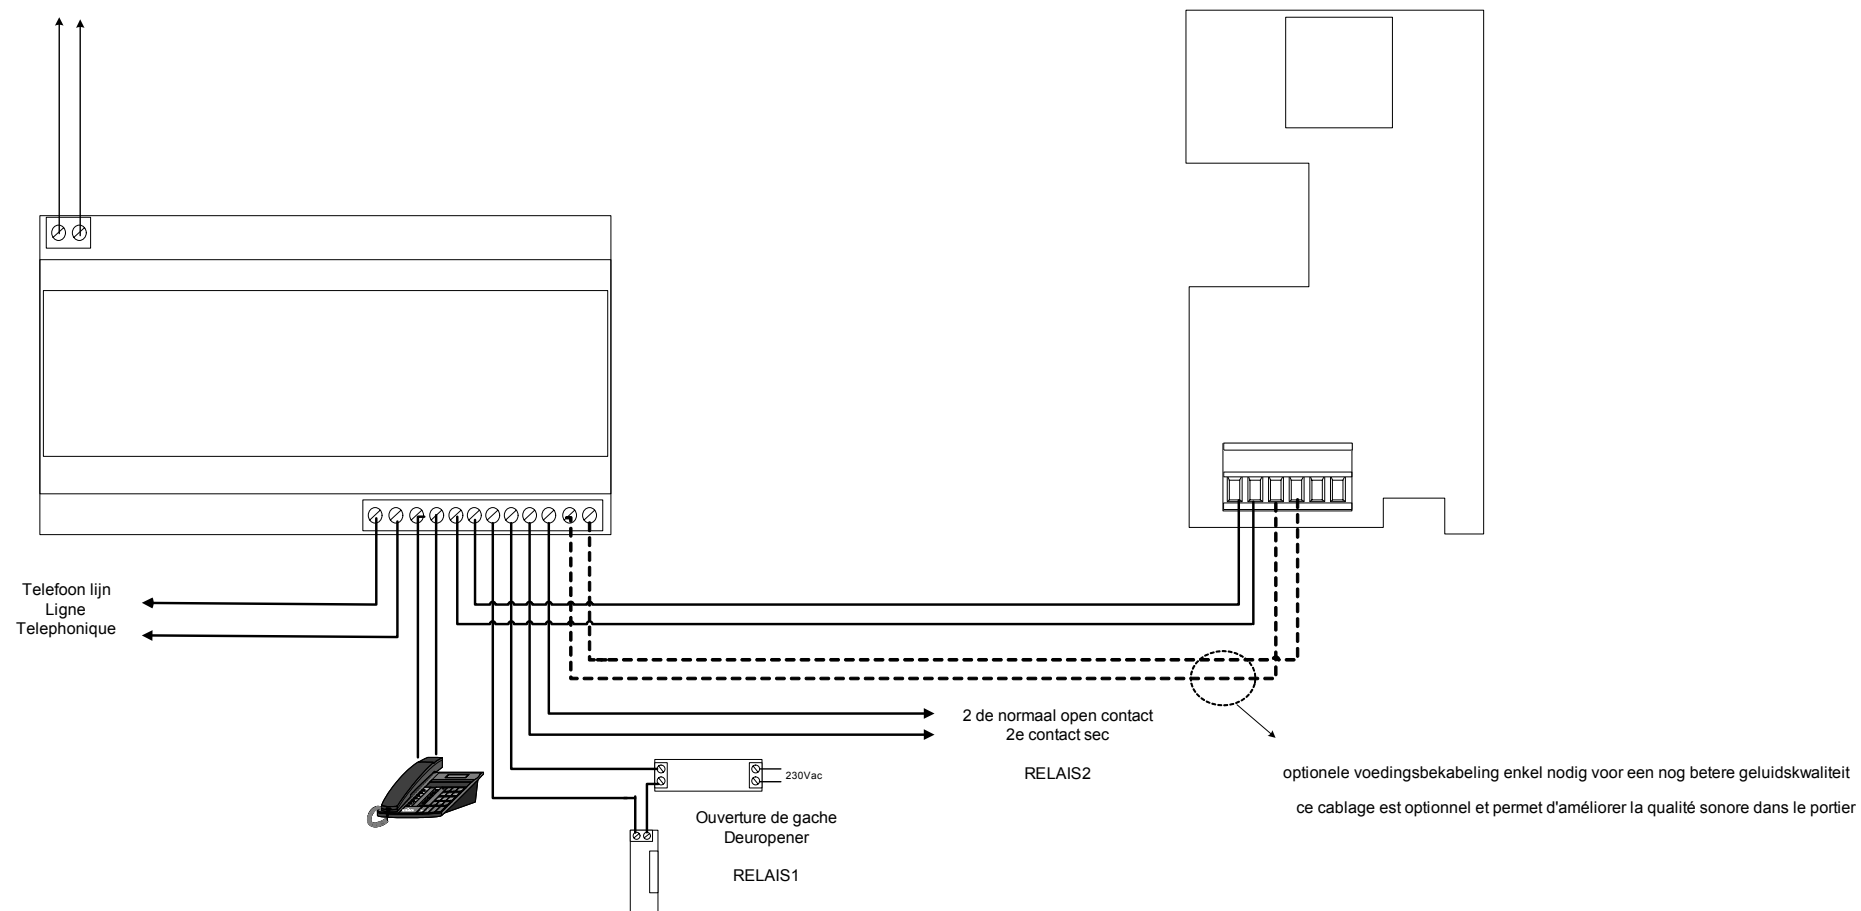 Telefoon lijn
Ligne
Telephonique
2 de normaal open contact
2e contact sec
RELAIS2
230Vac
optionele voedingsbekabeling enkel nodig voor een nog betere geluidskwaliteit
ce cablage est optionnel et permet d'améliorer la qualité sonore dans le portier
Ouverture de gache
Deuropener
RELAIS1